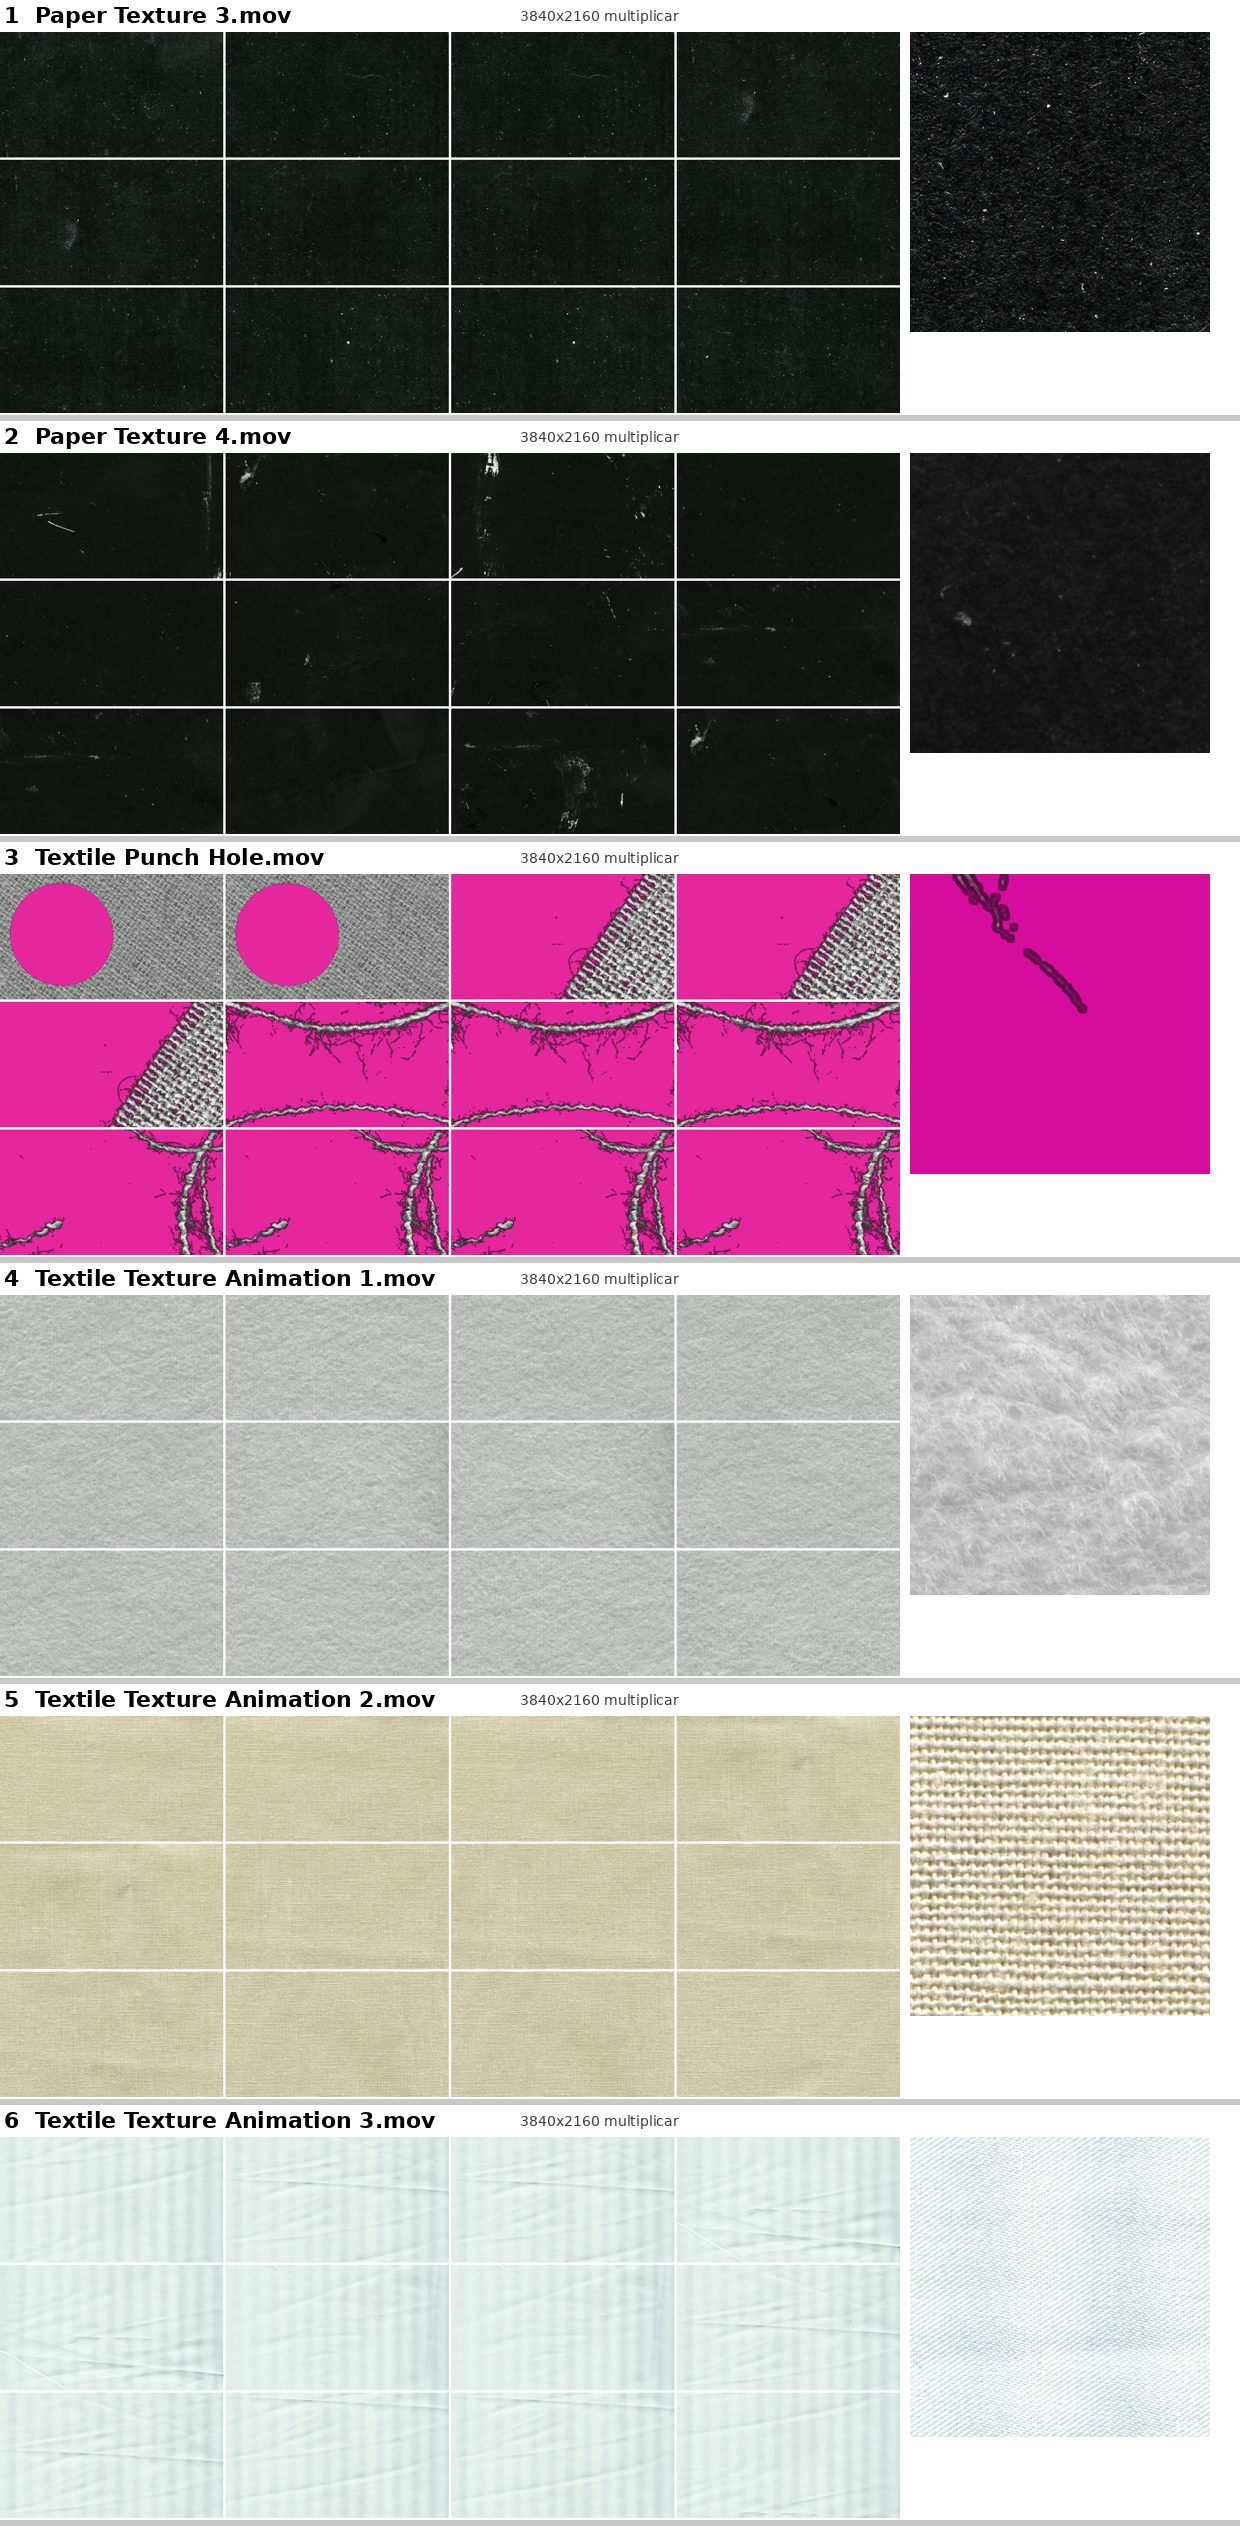 1 Paper Texture 3.mov 3840x2160 multiplicar
2 Paper Texture 4.mov 3840x2160 multiplicar
3 Textile Punch Hole.mov 3840x2160 multiplicar
4 Textile Texture Animation 1.mov 3840x2160 multiplicar
5 Textile Texture Animation 2.mov 3840x2160 multiplicar
6 Textile Texture Animation 3.mov 3840x2160 multiplicar